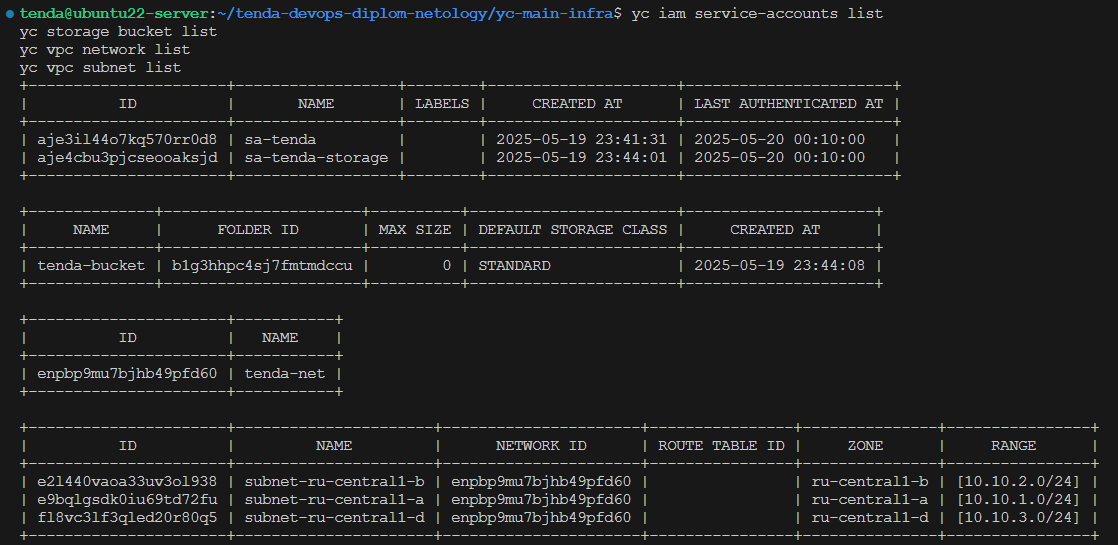 tenda@ubuntu22-server:~/tenda-devops-diplom-netology/yc-main-infra$ yc iam service-accounts list
yc storage bucket list
yc vpc network list
yc vpc subnet list
+----------------------+------------------+--------+---------------------+-----------------------+
|          ID          |       NAME       | LABELS |     CREATED AT      | LAST AUTHENTICATED AT |
+----------------------+------------------+--------+---------------------+-----------------------+
| aje3il44o7kq570rr0d8 | sa-tenda         |        | 2025-05-19 23:41:31 | 2025-05-20 00:10:00   |
| aje4cbu3pjcseooaksjd | sa-tenda-storage |        | 2025-05-19 23:44:01 | 2025-05-20 00:10:00   |
+----------------------+------------------+--------+---------------------+-----------------------+
+--------------+----------------------+----------+-----------------------+---------------------+
|     NAME     |      FOLDER ID       | MAX SIZE | DEFAULT STORAGE CLASS |     CREATED AT      |
+--------------+----------------------+----------+-----------------------+---------------------+
| tenda-bucket | b1g3hhpc4sj7fmtmdccu |        0 | STANDARD              | 2025-05-19 23:44:08 |
+--------------+----------------------+----------+-----------------------+---------------------+
+----------------------+-----------+
|          ID          |   NAME    |
+----------------------+-----------+
| enpbp9mu7bjhb49pfd60 | tenda-net |
+----------------------+-----------+
+----------------------+----------------------+----------------------+----------------+---------------+----------------+
|          ID          |         NAME         |      NETWORK ID      | ROUTE TABLE ID |     ZONE      |     RANGE      |
+----------------------+----------------------+----------------------+----------------+---------------+----------------+
| e2l440vaoa33uv3ol938 | subnet-ru-central1-b | enpbp9mu7bjhb49pfd60 |                | ru-central1-b | [10.10.2.0/24] |
| e9bqlgsdk0iu69td72fu | subnet-ru-central1-a | enpbp9mu7bjhb49pfd60 |                | ru-central1-a | [10.10.1.0/24] |
| fl8vc3lf3qled20r80q5 | subnet-ru-central1-d | enpbp9mu7bjhb49pfd60 |                | ru-central1-d | [10.10.3.0/24] |
+----------------------+----------------------+----------------------+----------------+---------------+----------------+